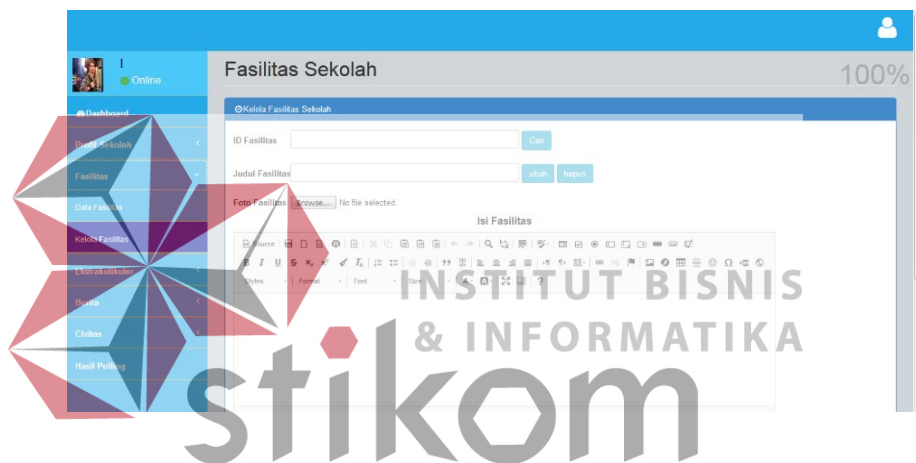 I
Online
Fasilitas Sekolah
100%
Dashboard
Kelola Fasilitas Sekolah
Profil Sekolah
ID Fasilitas
Cari
Fasilitas
Judul Fasilitas
ubah hapus
Data Fasilitas
Foto Fasilitas Browse... No file selected.
Isi Fasilitas
Kelola Fasilitas
Source
Ekstrakulikuler
Styles Format Font Size
Berita
Civitas
Hasil Polling
INSTITUT BISNIS
& INFORMATIKA
stikom